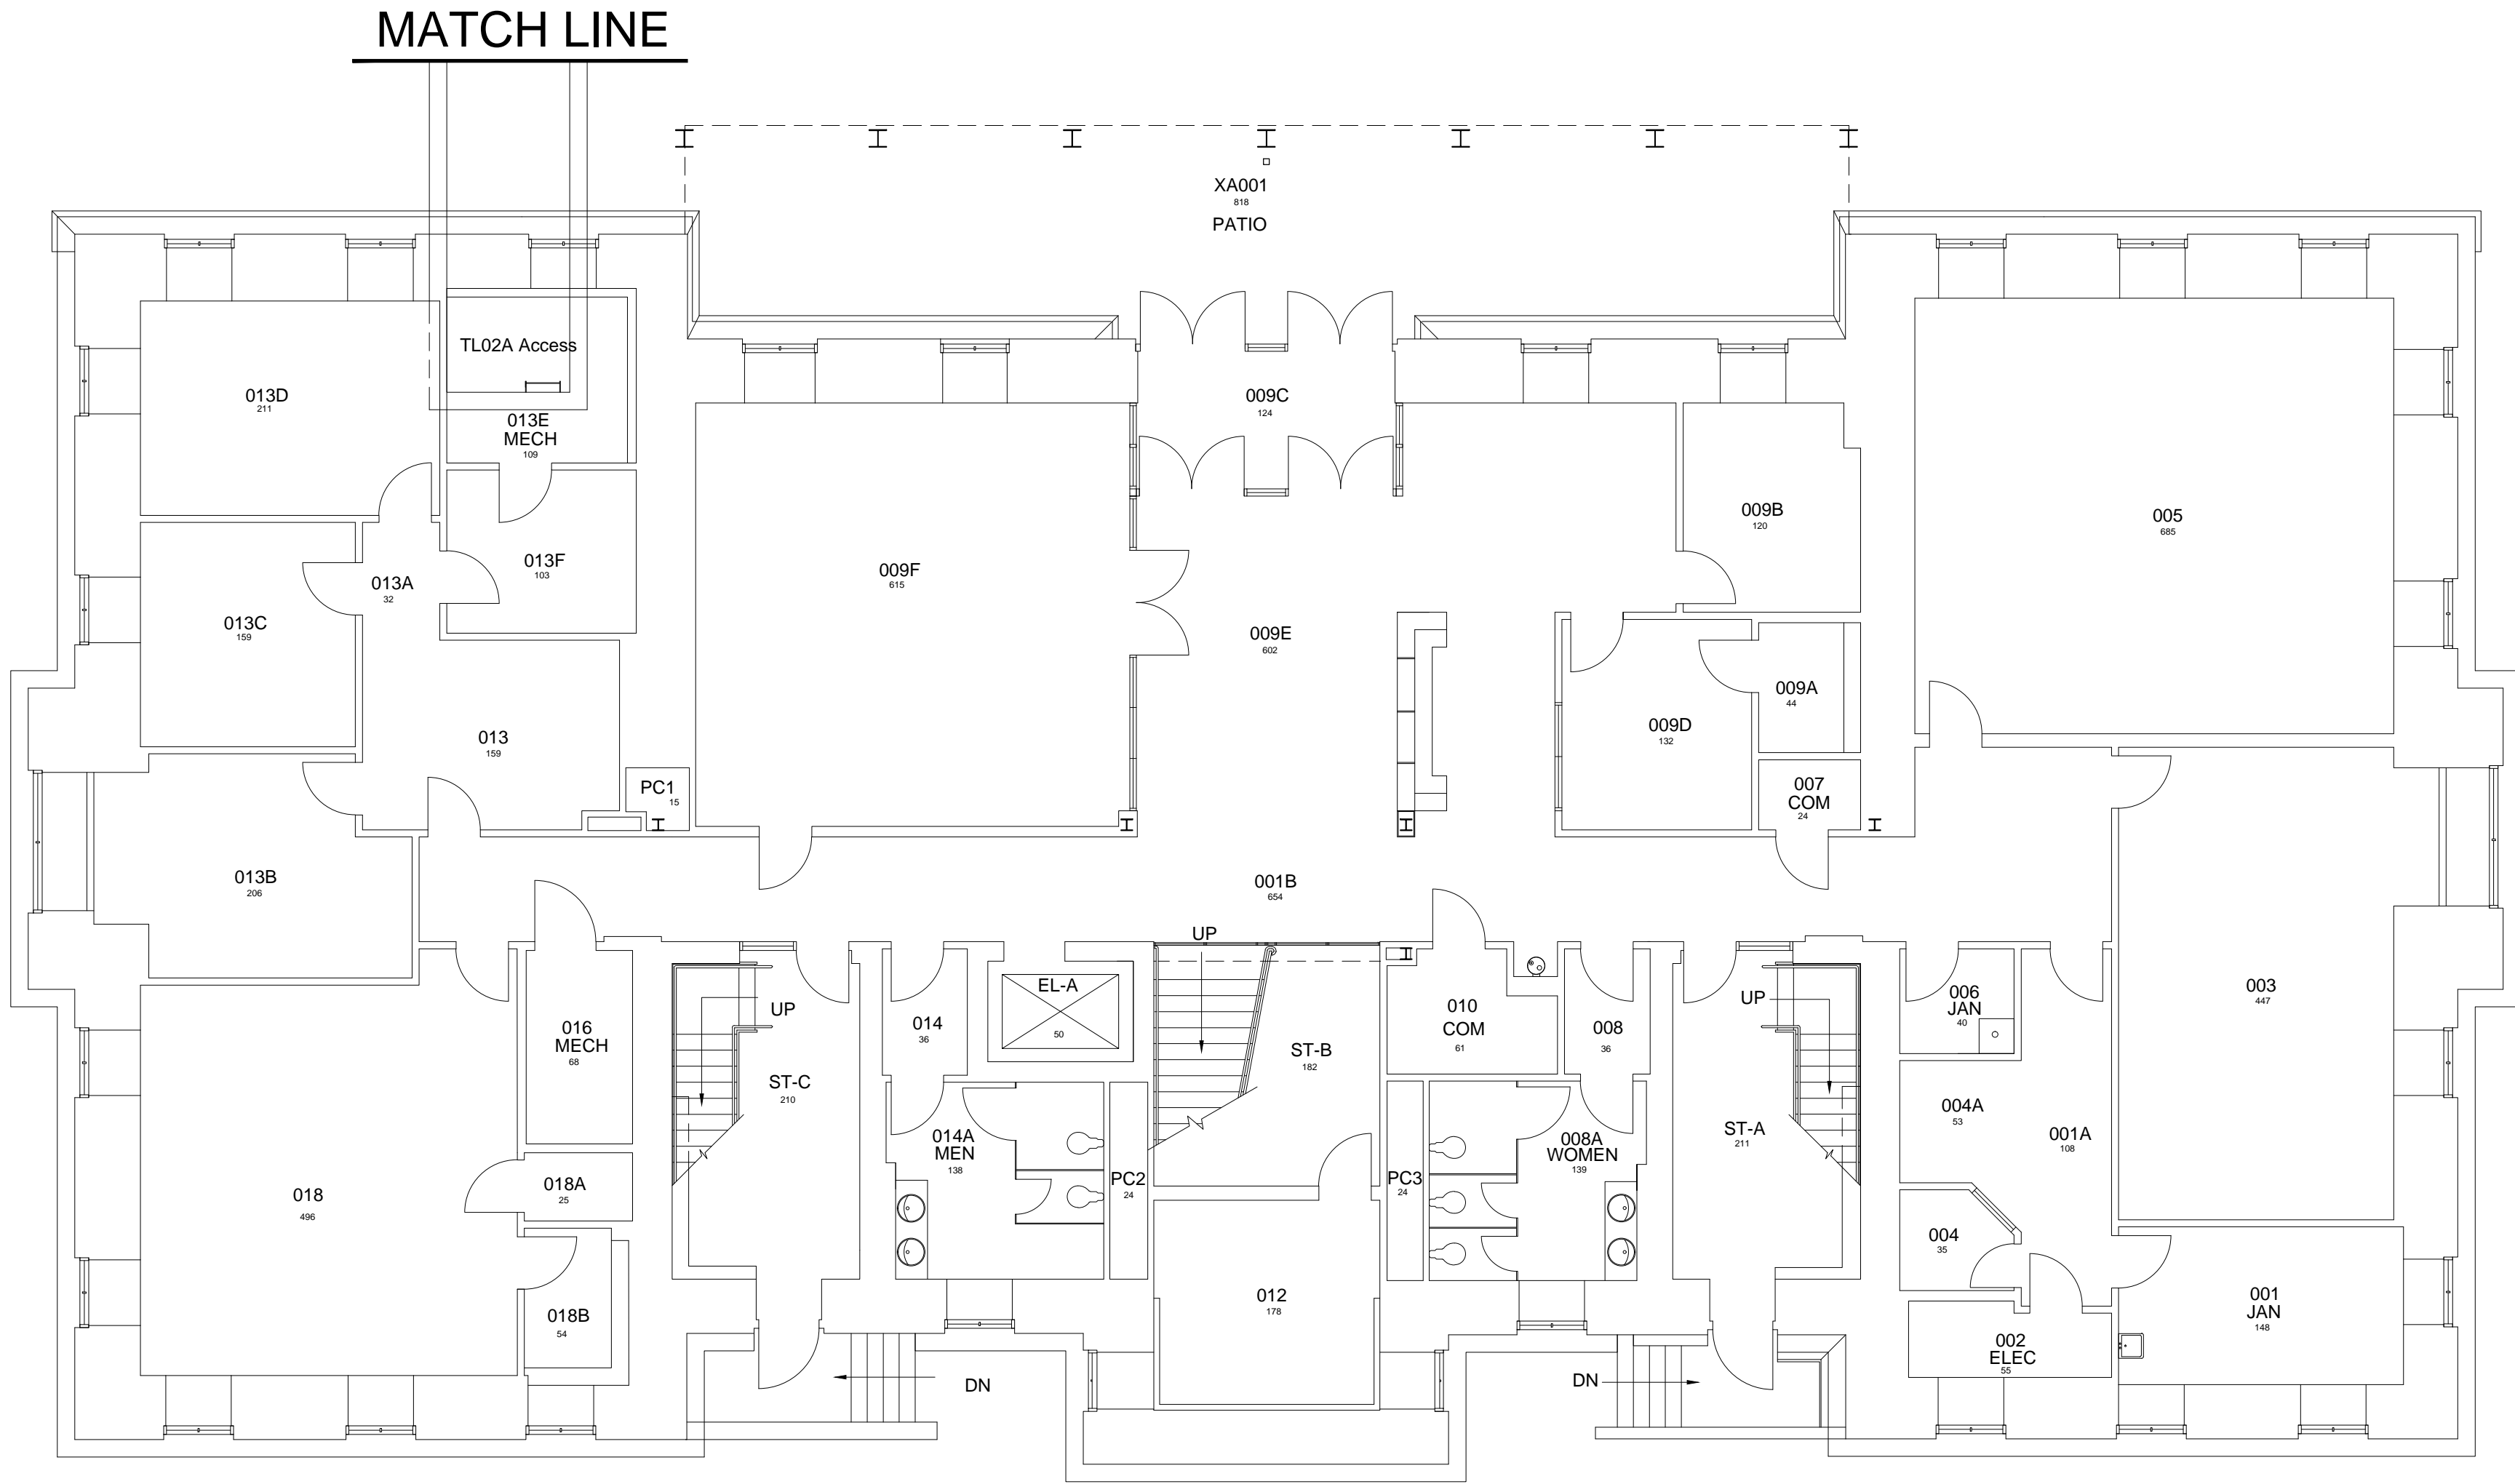 MATCH LINE
XA001
818
PATIO
TL02A Access
013D
211
013E
MECH
109
009C
124
013F
103
013A
32
013C
159
009F
615
009E
602
009B
120
005
685
009A
44
009D
132
007
COM
24
013
159
PC1
15
013B
206
001B
654
UP
EL-A
50
014
36
016
MECH
68
UP
ST-C
210
ST-B
182
010
COM
61
008
36
UP
006
JAN
40
003
447
004A
53
001A
108
ST-A
211
014A
MEN
138
008A
WOMEN
139
PC2
24
PC3
24
018
496
018A
25
004
35
018B
54
012
178
001
JAN
148
002
ELEC
55
DN
DN